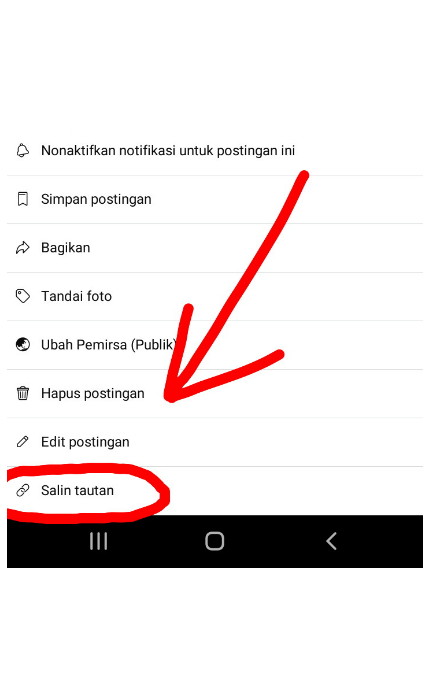 Nonaktifkan notifikasi untuk postingan ini
Simpan postingan
Bagikan
Tandai foto
Ubah Pemirsa (Publik)
Hapus postingan
Edit postingan
Salin tautan